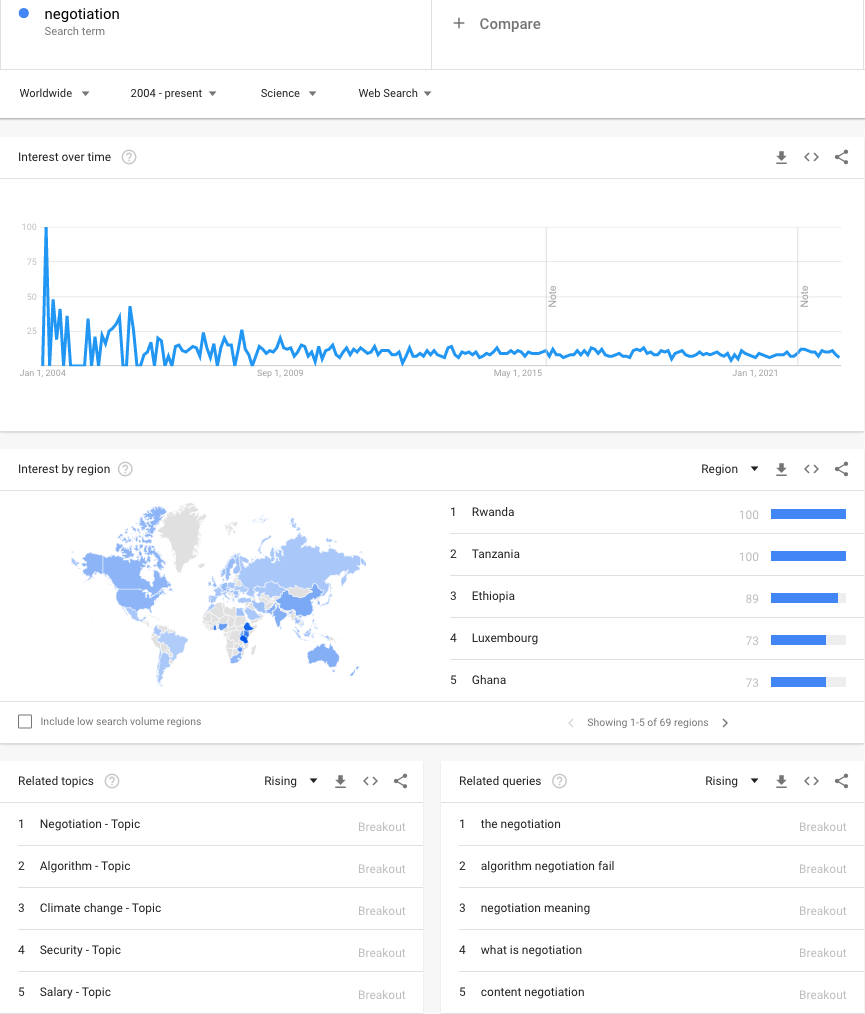 negotiation
Search term
+ Compare
Worldwide 2004 - present Science Web Search
Interest over time ?
100
75
50
25
Note
Note
Jan 1, 2004 Sep 1, 2009 May 1, 2015 Jan 1, 2021
Interest by region ? Region
1 Rwanda 100
2 Tanzania 100
3 Ethiopia 89
4 Luxembourg 73
5 Ghana 73
Include low search volume regions
Showing 1-5 of 69 regions
Related topics ? Rising
1 Negotiation - Topic Breakout
2 Algorithm - Topic Breakout
3 Climate change - Topic Breakout
4 Security - Topic Breakout
5 Salary - Topic Breakout
Related queries ? Rising
1 the negotiation Breakout
2 algorithm negotiation fail Breakout
3 negotiation meaning Breakout
4 what is negotiation Breakout
5 content negotiation Breakout